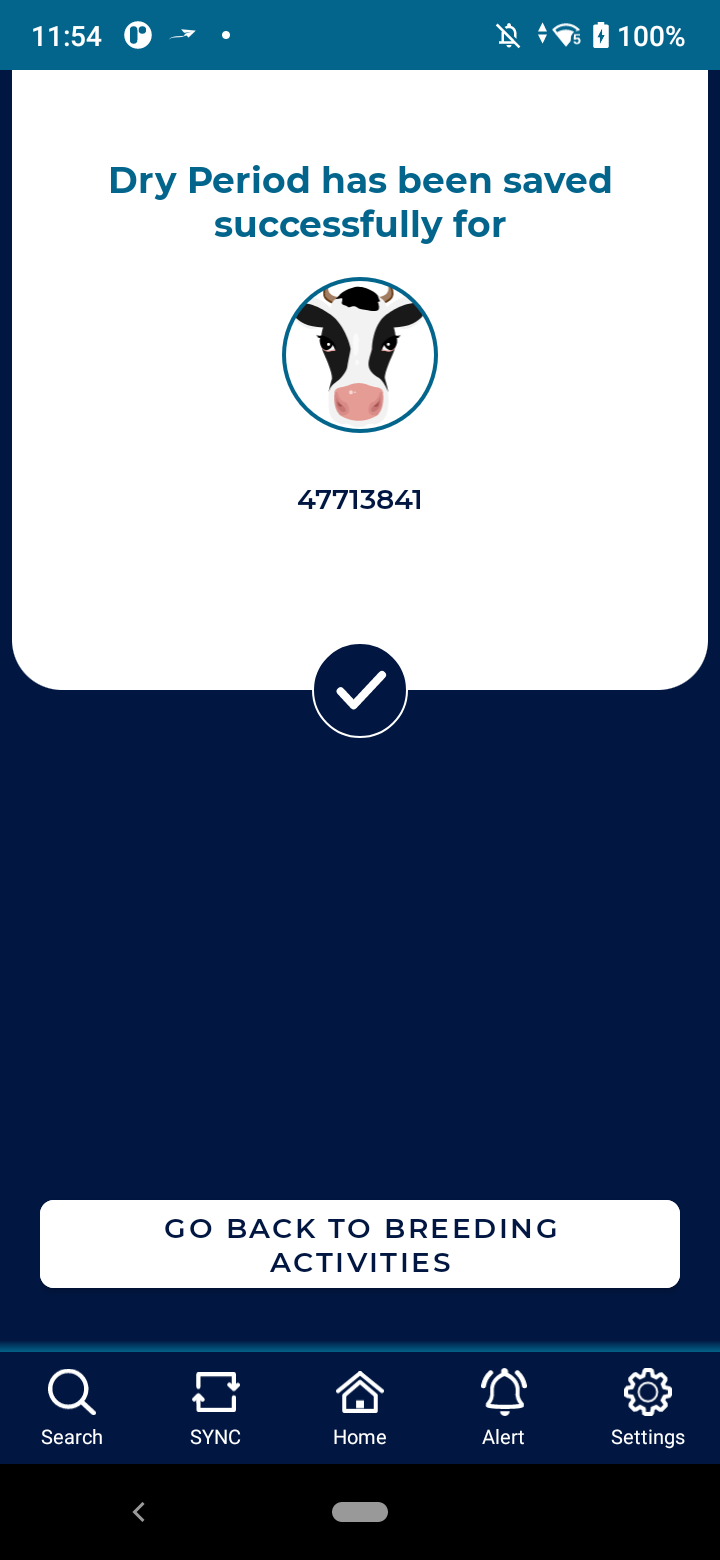 11:54
100%
Dry Period has been saved
successfully for
47713841
GO BACK TO BREEDING
ACTIVITIES
Search
SYNC
Home
Alert
Settings